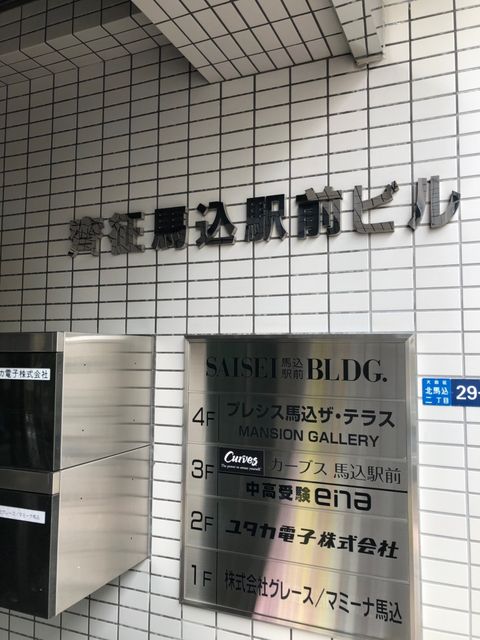 齊征馬込駅前ビル
SAISEI 馬込駅前 BLDG.
4F プレシス馬込ザ・テラス
MANSION GALLERY
3F Curves カーブス 馬込駅前
中高受験 ena
2F ユタカ電子株式会社
1F 株式会社グレース/マミーナ馬込
カ電子株式会社
大田区
北馬込
二丁目
29-